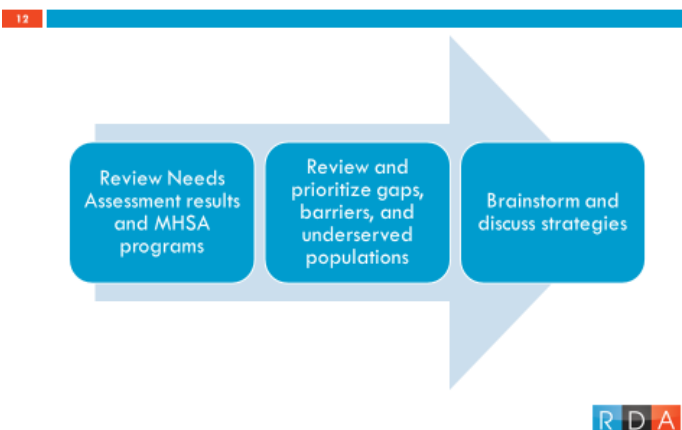 12
Review Needs
Assessment results
and MHSA
programs
Review and
prioritize gaps,
barriers, and
underserved
populations
Brainstorm and
discuss strategies
R D A